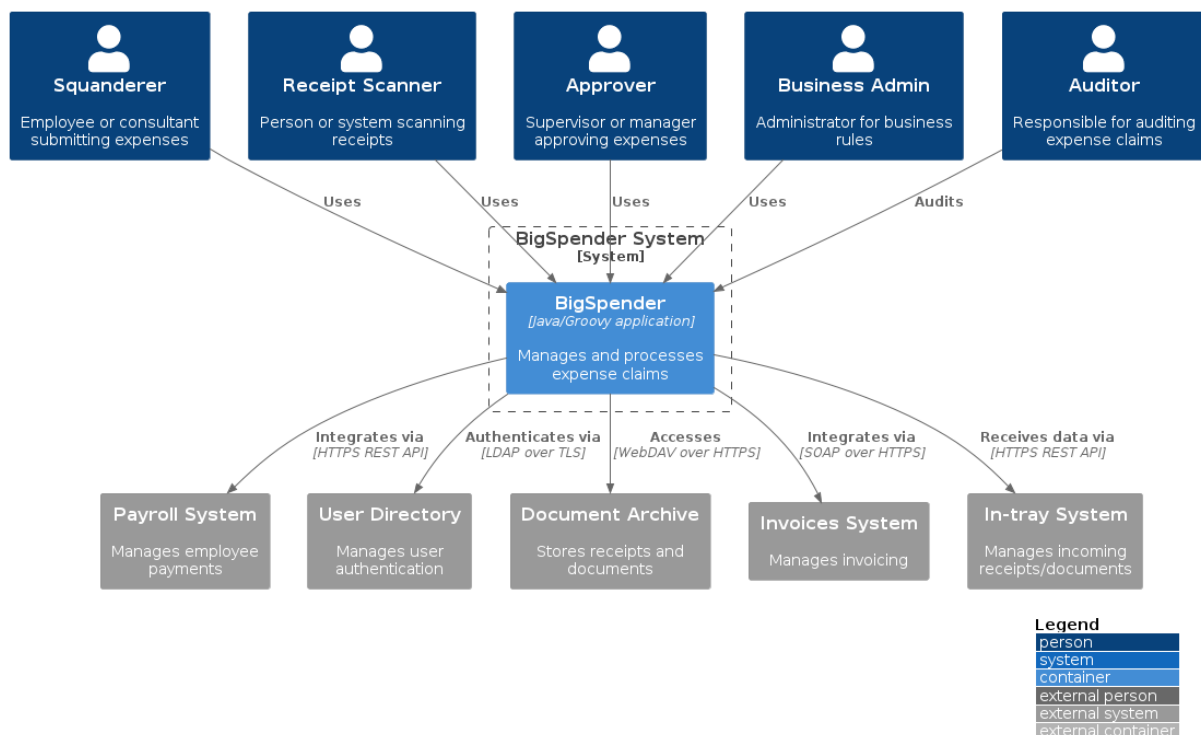 Squanderer
Employee or consultant
submitting expenses
Receipt Scanner
Person or system scanning
receipts
Approver
Supervisor or manager
approving expenses
Business Admin
Administrator for business
rules
Auditor
Responsible for auditing
expense claims
Uses
Uses
Uses
Uses
Audits
BigSpender System
[System]
BigSpender
[Java/Groovy application]
Manages and processes
expense claims
Integrates via
[HTTPS REST API]
Authenticates via
[LDAP over TLS]
Accesses
[WebDAV over HTTPS]
Integrates via
[SOAP over HTTPS]
Receives data via
[HTTPS REST API]
Payroll System
Manages employee
payments
User Directory
Manages user
authentication
Document Archive
Stores receipts and
documents
Invoices System
Manages invoicing
In-tray System
Manages incoming
receipts/documents
Legend
person
system
container
external person
external system
external container